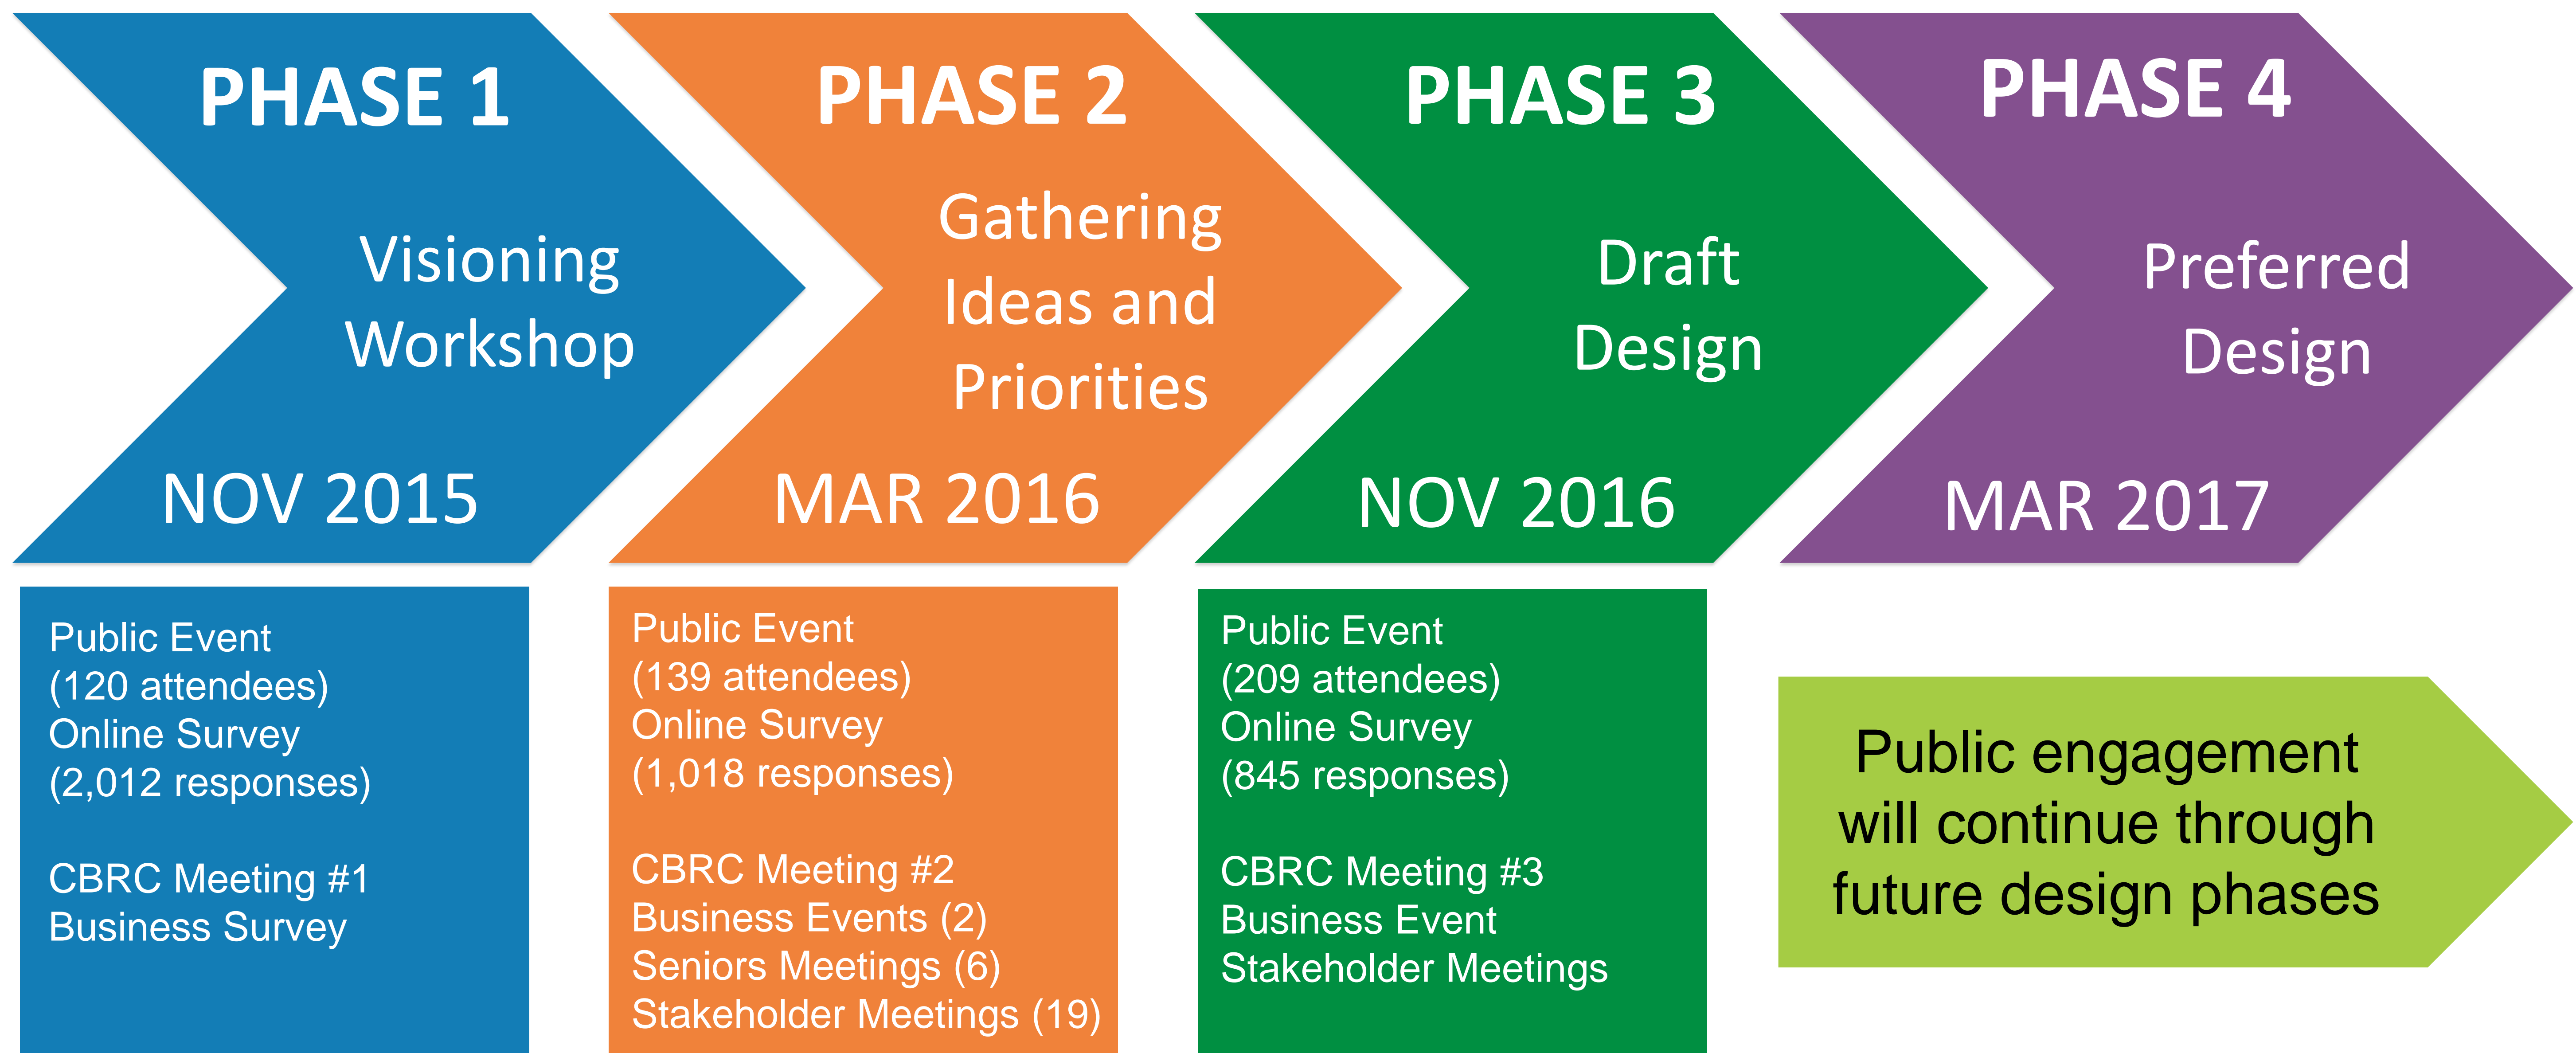 PHASE 1
Visioning
Workshop
NOV 2015
PHASE 2
Gathering
Ideas and
Priorities
MAR 2016
PHASE 3
Draft
Design
NOV 2016
PHASE 4
Preferred
Design
MAR 2017
Public Event
(120 attendees)
Online Survey
(2,012 responses)
CBRC Meeting #1
Business Survey
Public Event
(139 attendees)
Online Survey
(1,018 responses)
CBRC Meeting #2
Business Events (2)
Seniors Meetings (6)
Stakeholder Meetings (19)
Public Event
(209 attendees)
Online Survey
(845 responses)
CBRC Meeting #3
Business Event
Stakeholder Meetings
Public engagement
will continue through
future design phases